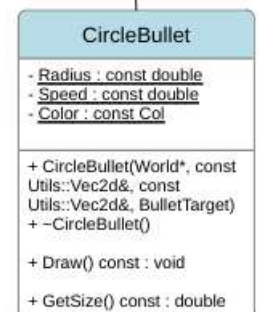 CircleBullet
- Radius : const double
- Speed : const double
- Color : const Col
+ CircleBullet(World*, const
Utils::Vec2d&, const
Utils::Vec2d&, BulletTarget)
+ ~CircleBullet()
+ Draw() const : void
+ GetSize() const : double